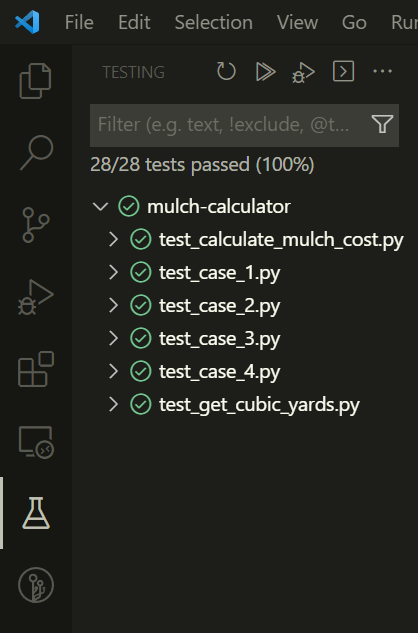 File Edit Selection View Go Run
TESTING
Filter (e.g. text, !exclude, @t...
28/28 tests passed (100%)
mulch-calculator
test_calculate_mulch_cost.py
test_case_1.py
test_case_2.py
test_case_3.py
test_case_4.py
test_get_cubic_yards.py